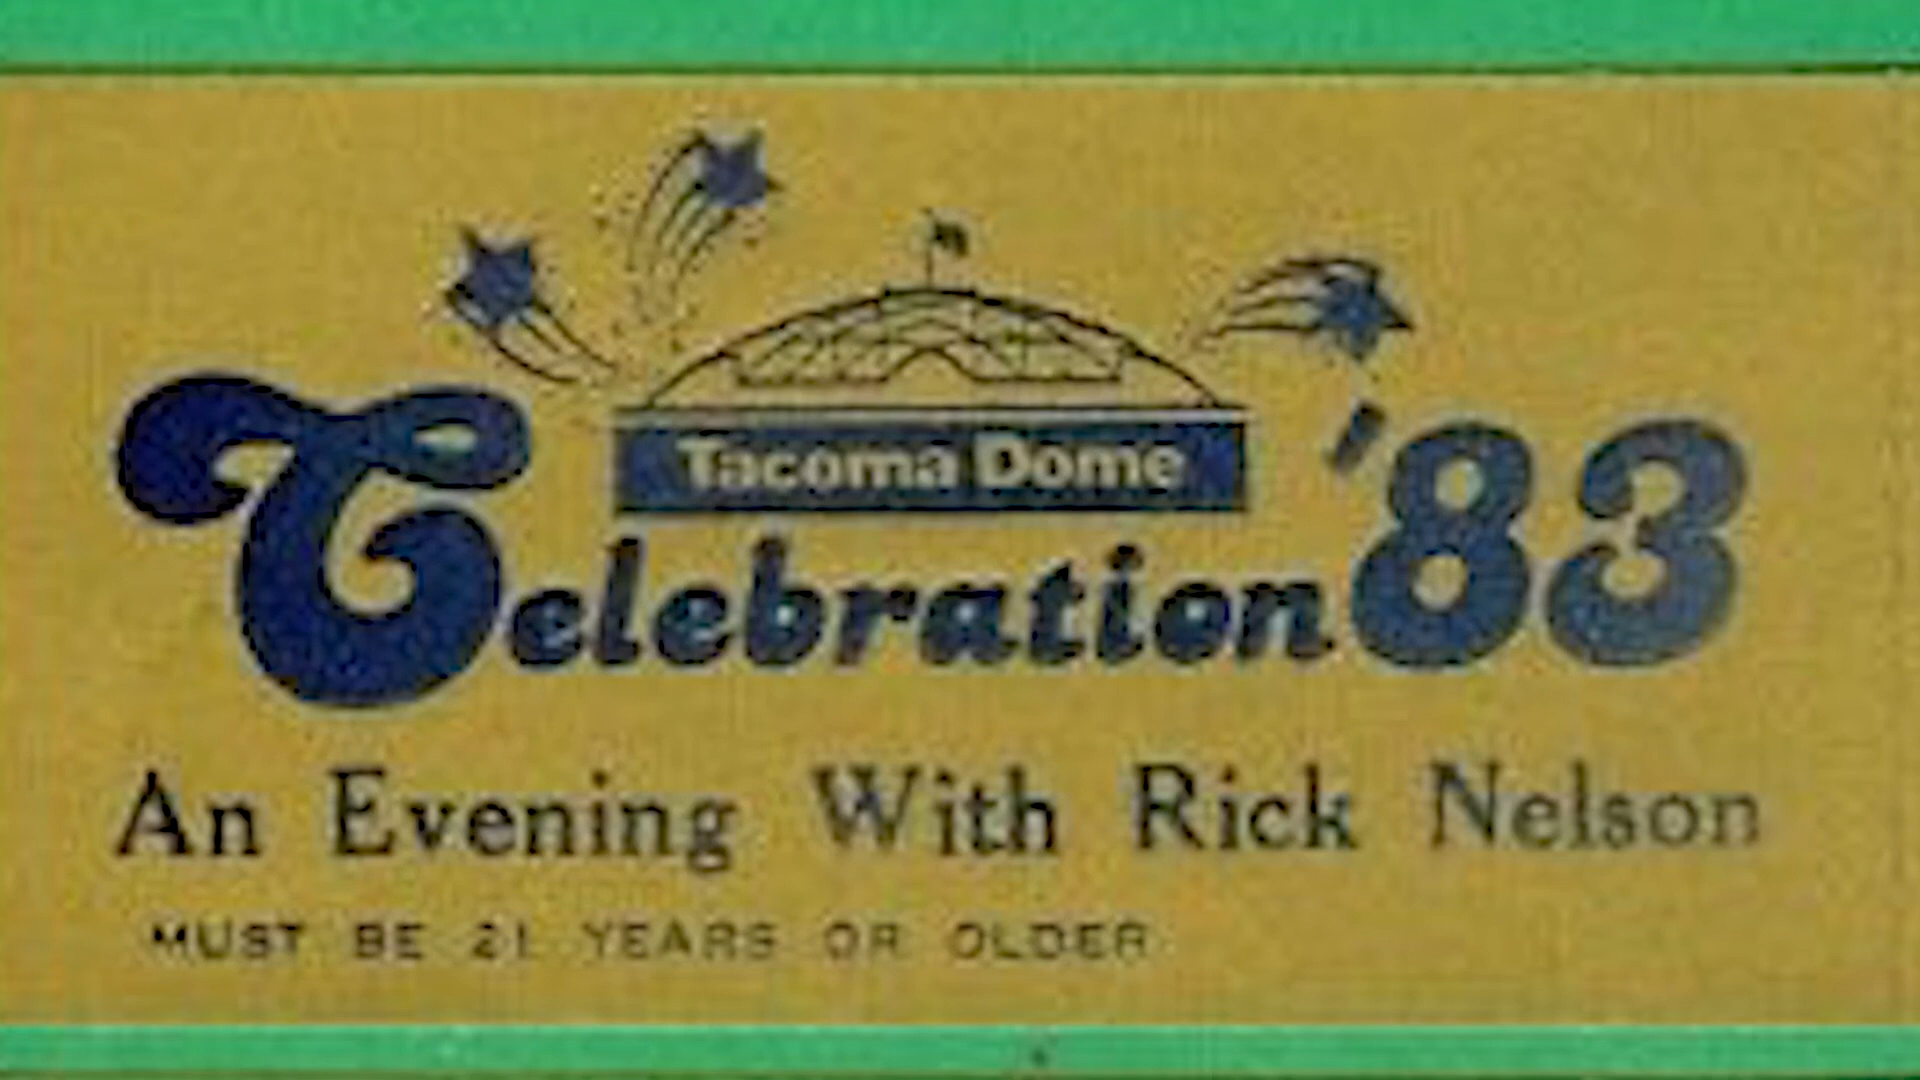 Tacoma Dome
Celebration '83
An Evening With Rick Nelson
MUST BE 21 YEARS OR OLDER